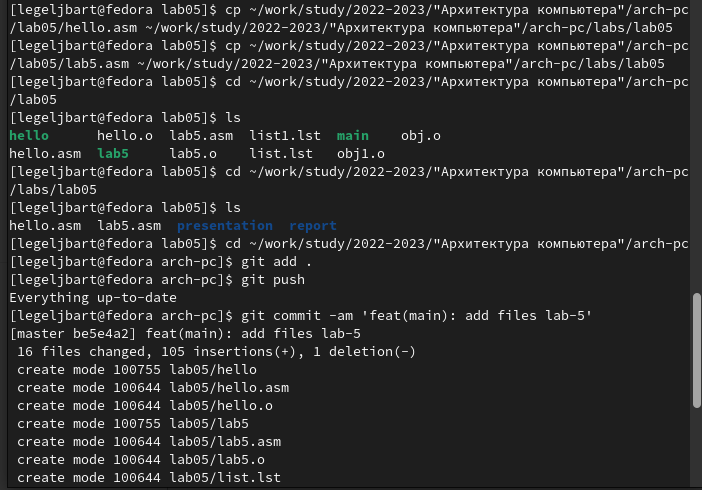 [legeljbart@fedora lab05]$ cp ~/work/study/2022-2023/"Архитектура компьютера"/arch-pc
/lab05/hello.asm ~/work/study/2022-2023/"Архитектура компьютера"/arch-pc/labs/lab05
[legeljbart@fedora lab05]$ cp ~/work/study/2022-2023/"Архитектура компьютера"/arch-pc
/lab05/lab5.asm ~/work/study/2022-2023/"Архитектура компьютера"/arch-pc/labs/lab05
[legeljbart@fedora lab05]$ cd ~/work/study/2022-2023/"Архитектура компьютера"/arch-pc
/lab05
[legeljbart@fedora lab05]$ ls
hello      hello.o  lab5.asm  list1.lst  main    obj.o
hello.asm  lab5     lab5.o    list.lst   obj1.o
[legeljbart@fedora lab05]$ cd ~/work/study/2022-2023/"Архитектура компьютера"/arch-pc
/labs/lab05
[legeljbart@fedora lab05]$ ls
hello.asm  lab5.asm  presentation  report
[legeljbart@fedora lab05]$ cd ~/work/study/2022-2023/"Архитектура компьютера"/arch-pc
[legeljbart@fedora arch-pc]$ git add .
[legeljbart@fedora arch-pc]$ git push
Everything up-to-date
[legeljbart@fedora arch-pc]$ git commit -am 'feat(main): add files lab-5'
[master be5e4a2] feat(main): add files lab-5
 16 files changed, 105 insertions(+), 1 deletion(-)
 create mode 100755 lab05/hello
 create mode 100644 lab05/hello.asm
 create mode 100644 lab05/hello.o
 create mode 100755 lab05/lab5
 create mode 100644 lab05/lab5.asm
 create mode 100644 lab05/lab5.o
 create mode 100644 lab05/list.lst